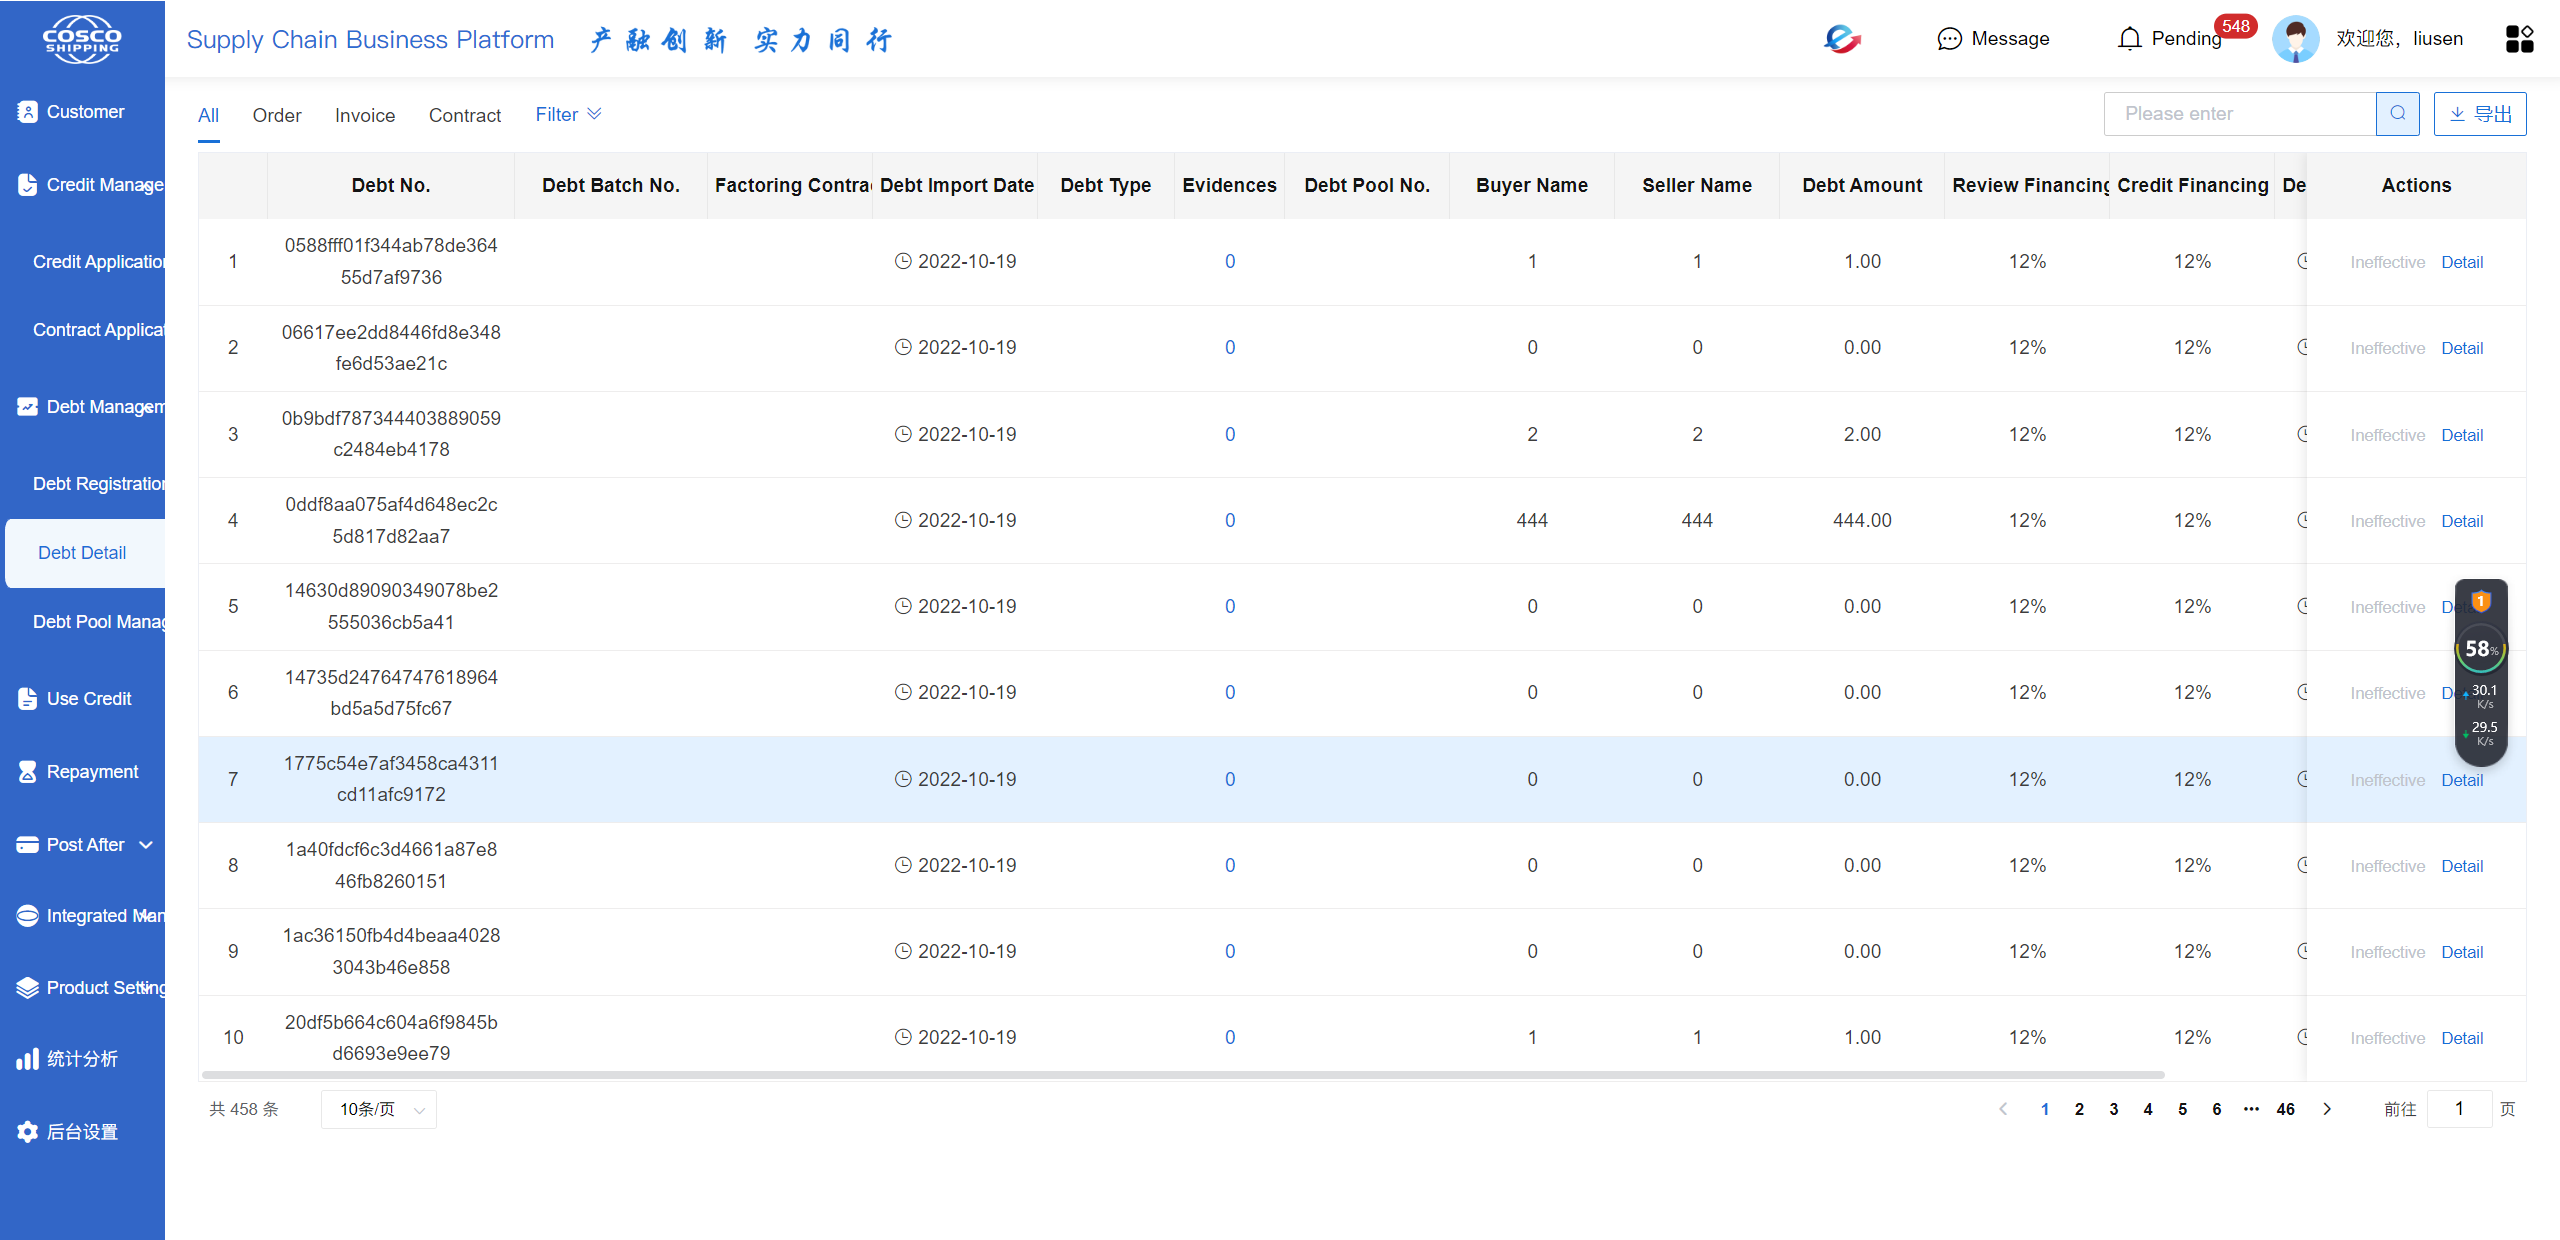 COSCO
SHIPPING
Supply Chain Business Platform 产融创新 实力同行
Message
Pending 548
欢迎您，liusen
Customer
Credit Manage
Credit Application
Contract Applicat
Debt Managem
Debt Registration
Debt Detail
Debt Pool Manag
Use Credit
Repayment
Post After
Integrated Man
Product Setting
统计分析
后台设置
All Order Invoice Contract Filter
Please enter
导出
Debt No. Debt Batch No. Factoring Contra Debt Import Date Debt Type Evidences Debt Pool No. Buyer Name Seller Name Debt Amount Review Financing Credit Financing De Actions
1 0588fff01f344ab78de364 2022-10-19 0 1 1 1.00 12% 12% Ineffective Detail
55d7af9736
2 06617ee2dd8446fd8e348 2022-10-19 0 0 0 0.00 12% 12% Ineffective Detail
fe6d53ae21c
3 0b9bdf787344403889059 2022-10-19 0 2 2 2.00 12% 12% Ineffective Detail
c2484eb4178
4 0ddf8aa075af4d648ec2c 2022-10-19 0 444 444 444.00 12% 12% Ineffective Detail
5d817d82aa7
5 14630d89090349078be2 2022-10-19 0 0 0 0.00 12% 12% Ineffective De
555036cb5a41
6 14735d24764747618964 2022-10-19 0 0 0 0.00 12% 12% Ineffective De
bd5a5d75fc67
7 1775c54e7af3458ca4311 2022-10-19 0 0 0 0.00 12% 12% Ineffective Detail
cd11afc9172
8 1a40fdcf6c3d4661a87e8 2022-10-19 0 0 0 0.00 12% 12% Ineffective Detail
46fb8260151
9 1ac36150fb4d4beaa4028 2022-10-19 0 0 0 0.00 12% 12% Ineffective Detail
3043b46e858
10 20df5b664c604a6f9845b 2022-10-19 0 1 1 1.00 12% 12% Ineffective Detail
d6693e9ee79
1
58%
30.1
K/s
29.5
K/s
共 458 条 10条/页 1 2 3 4 5 6 ••• 46 前往 1 页